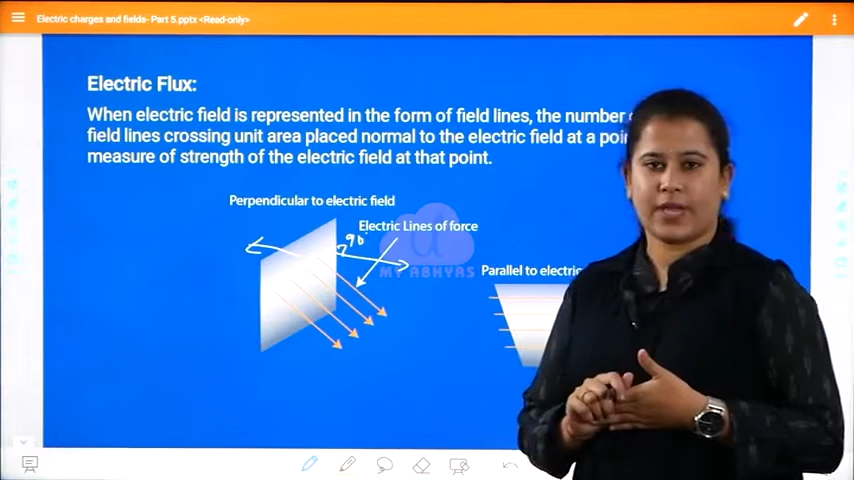 Electric charges and fields- Part 5.pptx <Read-only>
Electric Flux:
When electric field is represented in the form of field lines, the number
field lines crossing unit area placed normal to the electric field at a
measure of strength of the electric field at that point.
Perpendicular to electric field
Electric Lines of force
90°
MY ABHYAS
Parallel to